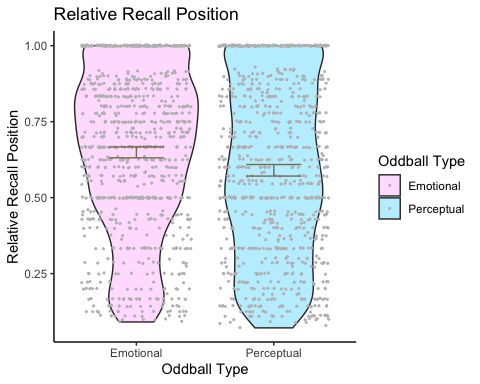 Relative Recall Position
Relative Recall Position
1.00
0.75
0.50
0.25
Emotional
Perceptual
Oddball Type
Oddball Type
Emotional
Perceptual